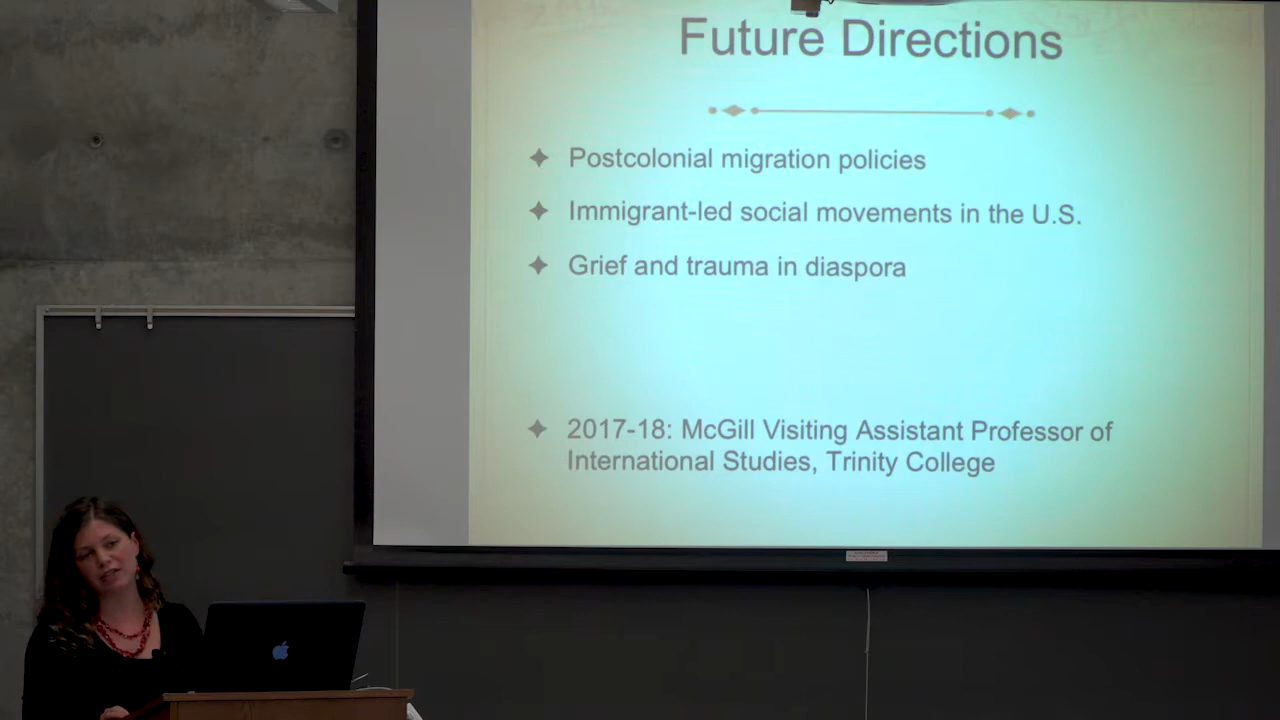 Future Directions
Postcolonial migration policies
Immigrant-led social movements in the U.S.
Grief and trauma in diaspora
2017-18: McGill Visiting Assistant Professor of
International Studies, Trinity College